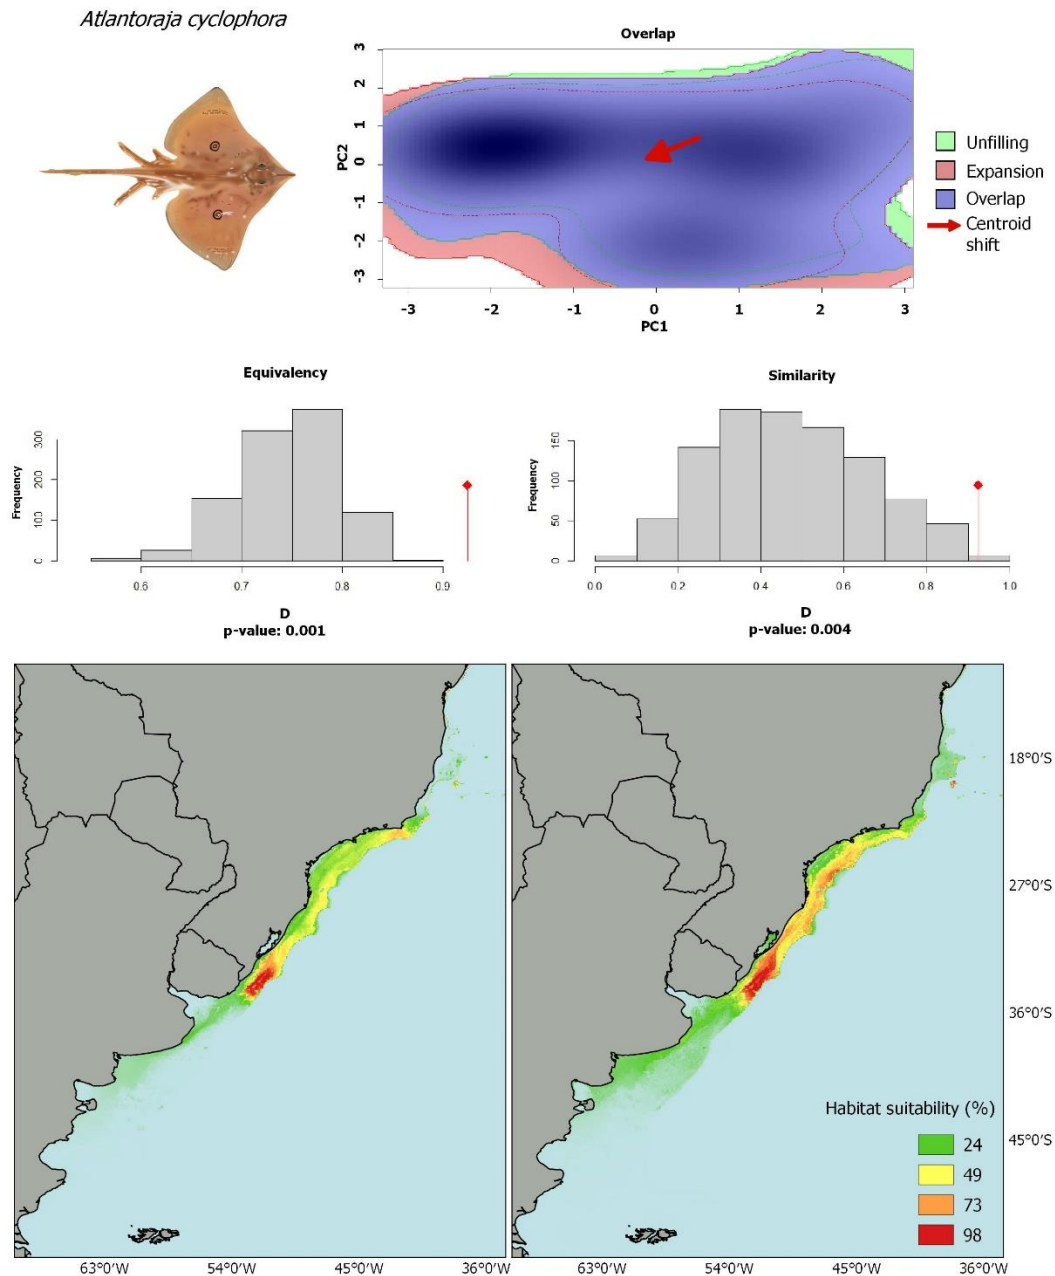 Atlantoraja cyclophora
Overlap
PC2
3
2
1
0
-1
-2
-3
-3
-2
-1
0
1
2
3
PC1
Unfilling
Expansion
Overlap
Centroid
shift
Equivalency
Frequency
300
200
100
0
0.6
0.7
0.8
0.9
D
p-value: 0.001
Similarity
Frequency
150
100
50
0
0.0
0.2
0.4
0.6
0.8
1.0
D
p-value: 0.004
18°0'S
27°0'S
36°0'S
45°0'S
Habitat suitability (%)
24
49
73
98
63°0'W
54°0'W
45°0'W
36°0'W
63°0'W
54°0'W
45°0'W
36°0'W